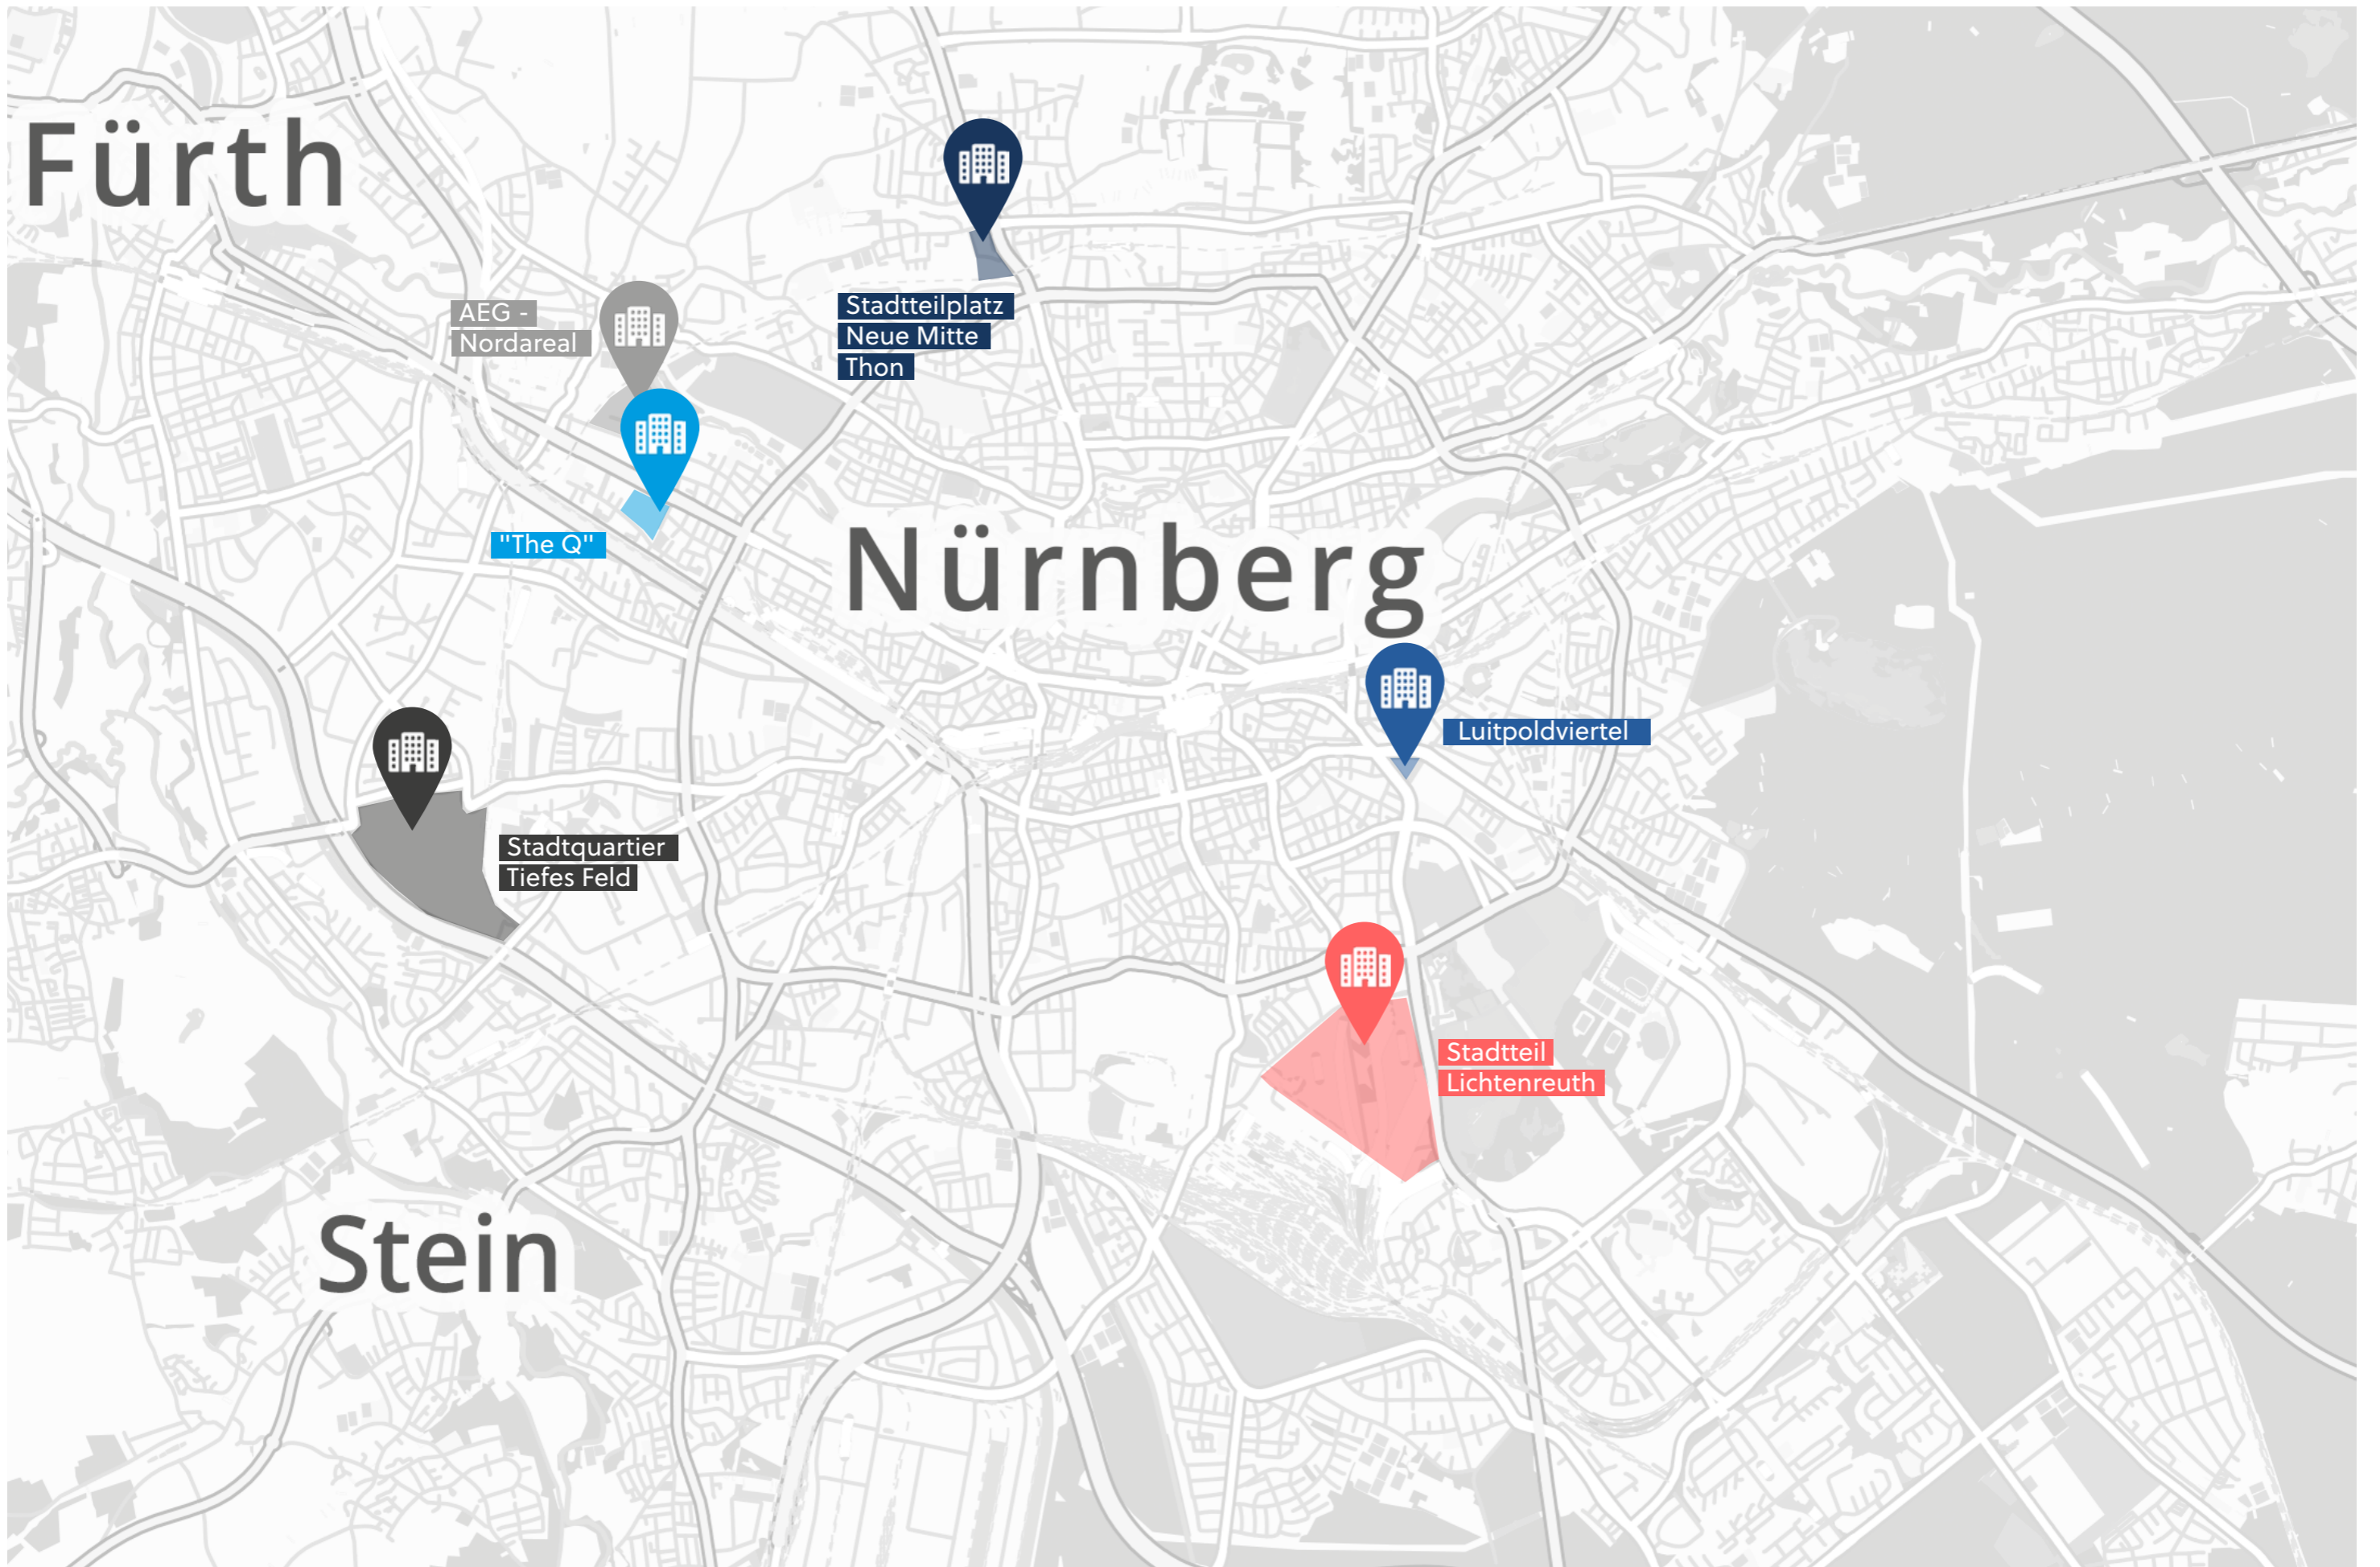 Fürth
AEG -
Nordareal
Stadtteilplatz
Neue Mitte
Thon
"The Q"
Nürnberg
Luitpoldviertel
Stadtquartier
Tiefes Feld
Stadtteil
Lichtenreuth
Stein